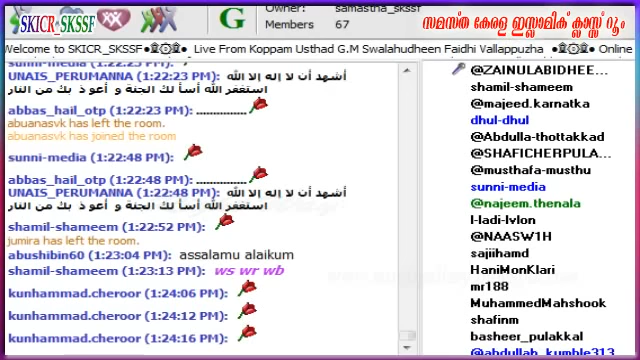 SKICR_SKSSF
Owner: samastha_skssf
G
Members 67
സമസ്ത കേരള ഇസ്ലാമിക് ക്ലാസ്സ് റൂം
Welcome to SKICR_SKSSF●۩۞۩● Live From Koppam Usthad G.M Swalahudheen Faidhi Vallappuzha ●۩۞۩● Online
UNAIS_PERUMANNA (1:22:23 PM): أشهد أن لا إله إلا الله
استغفر الله أسأ لك الجنة و أعوذ بك من النار
abbas_hail_otp (1:22:23 PM): ...............
abuanasvk has left the room.
abuanasvk has joined the room
sunni-media (1:22:48 PM):
abbas_hail_otp (1:22:48 PM): ...............
UNAIS_PERUMANNA (1:22:48 PM): أشهد أن لا إله إلا الله
استغفر الله أسأ لك الجنة و أعوذ بك من النار
shamil-shameem (1:22:52 PM):
jumira has left the room.
abushibin60 (1:23:04 PM): assalamu alaikum
shamil-shameem (1:23:13 PM): ws wr wb
kunhammad.cheroor (1:24:06 PM):
kunhammad.cheroor (1:24:12 PM):
kunhammad.cheroor (1:24:16 PM):
@ZAINULABIDHEE...
shamil-shameem
@majeed.karnatka
dhul-dhul
@Abdulla-thottakkad
@SHAFICHERPULA...
@musthafa-musthu
sunni-media
@najeem.thenala
l-ladi-lvlon
@NAASW1H
sajiihamd
HaniMonKlari
mr188
MuhammedMahshook
shafinm
basheer_pulakkal
@abdullah_kumble313